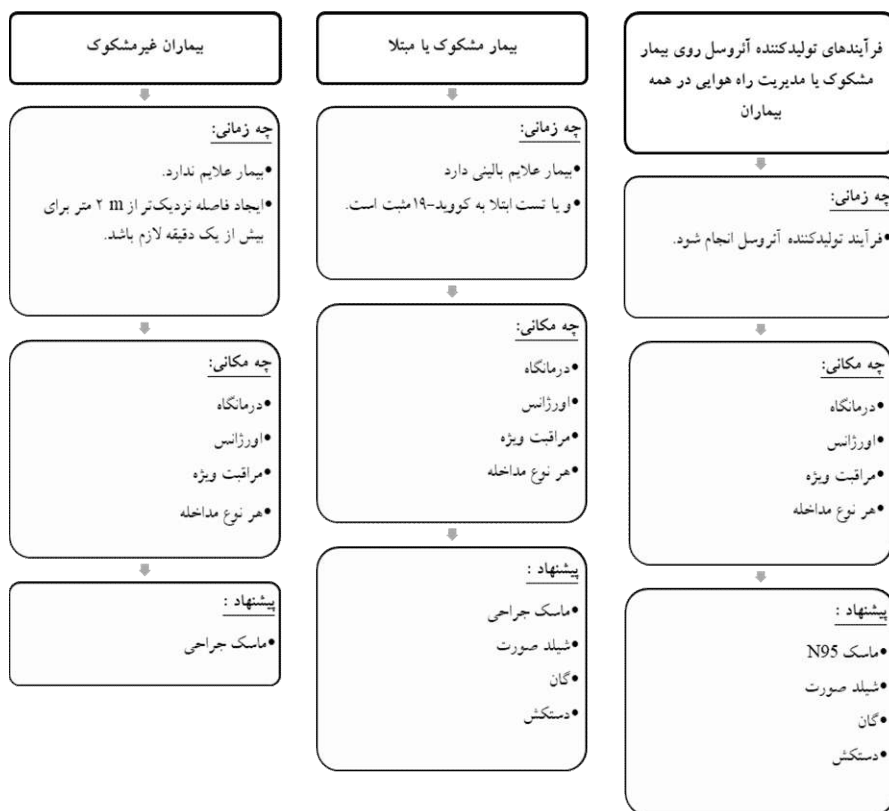 فرآیندهای تولیدکننده آئروسل روی بیمار
مشکوک یا مدیریت راه هوایی در همه
بیماران
چه زمانی:
•فرآیند تولیدکننده آئروسل انجام شود.
چه مکانی:
•درمانگاه
•اورژانس
•مراقبت ویژه
•هر نوع مداخله
پیشنهاد :
•ماسک N95
•شیلد صورت
•گان
•دستکش
بیمار مشکوک یا مبتلا
چه زمانی:
•بیمار علایم بالینی دارد
•و یا تست ابتلا به کووید-۱۹مثبت است.
چه مکانی:
•درمانگاه
•اورژانس
•مراقبت ویژه
•هر نوع مداخله
پیشنهاد :
•ماسک جراحی
•شیلد صورت
•گان
•دستکش
بیماران غیرمشکوک
چه زمانی:
•بیمار علایم ندارد.
•ایجاد فاصله نزدیک‌تر از ۲ m متر برای
بیش از یک دقیقه لازم باشد.
چه مکانی:
•درمانگاه
•اورژانس
•مراقبت ویژه
•هر نوع مداخله
پیشنهاد :
•ماسک جراحی